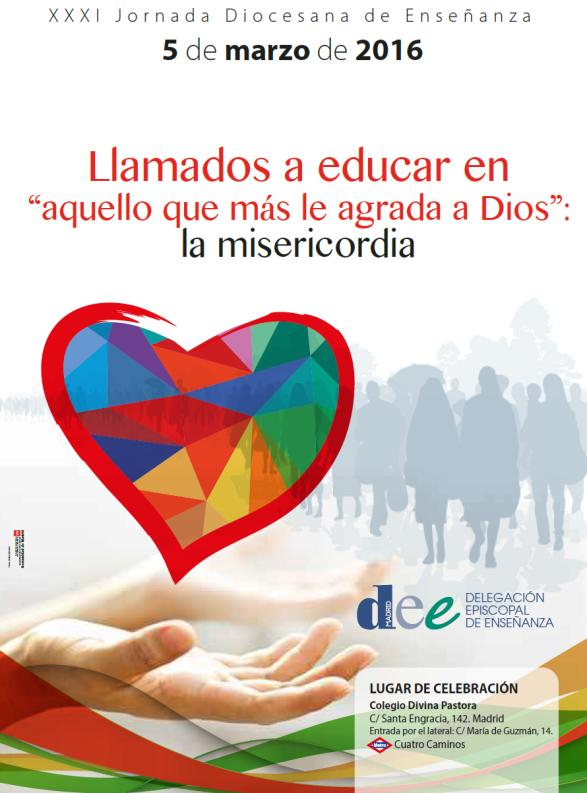 XXXI Jornada Diocesana de Enseñanza
5 de marzo de 2016
Llamados a educar en
“aquello que más le agrada a Dios”:
la misericordia
dee
MADRID
DELEGACIÓN
EPISCOPAL
DE ENSEÑANZA
LUGAR DE CELEBRACIÓN
Colegio Divina Pastora
C/ Santa Engracia, 142. Madrid
Entrada por el lateral: C/ María de Guzmán, 14.
Metro Cuatro Caminos